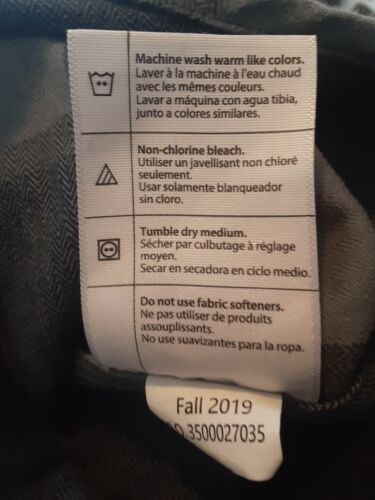 Machine wash warm like colors.
Laver à la machine à l'eau chaud
avec les mêmes couleurs.
Lavar a máquina con agua tibia,
junto a colores similares.
Non-chlorine bleach.
Utiliser un javellisant non chloré
seulement.
Usar solamente blanqueador
sin cloro.
Tumble dry medium.
Sécher par culbutage à réglage
moyen.
Secar en secadora en ciclo medio.
Do not use fabric softeners.
Ne pas utiliser de produits
assouplissants.
No use suavizantes para la ropa.
Fall 2019
3500027035